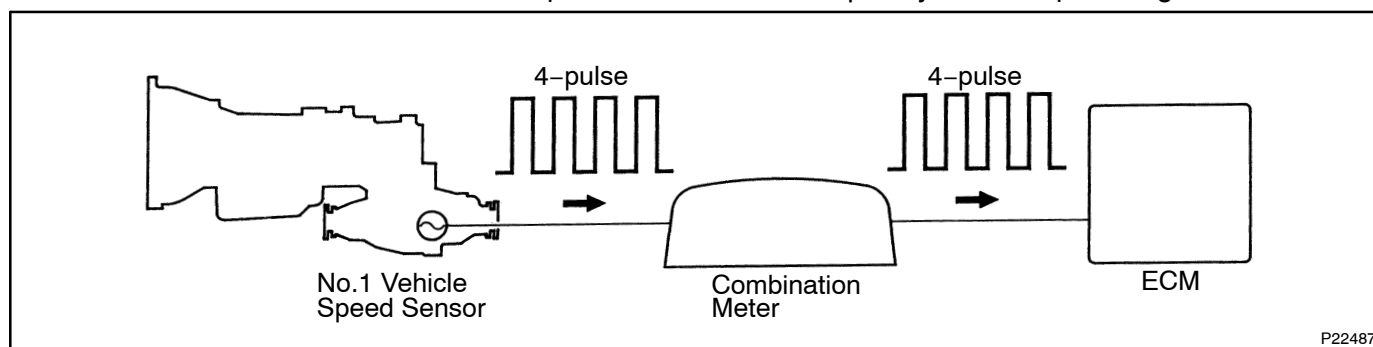 4−pulse
4−pulse
No.1 Vehicle
Speed Sensor
Combination
Meter
ECM
P22487